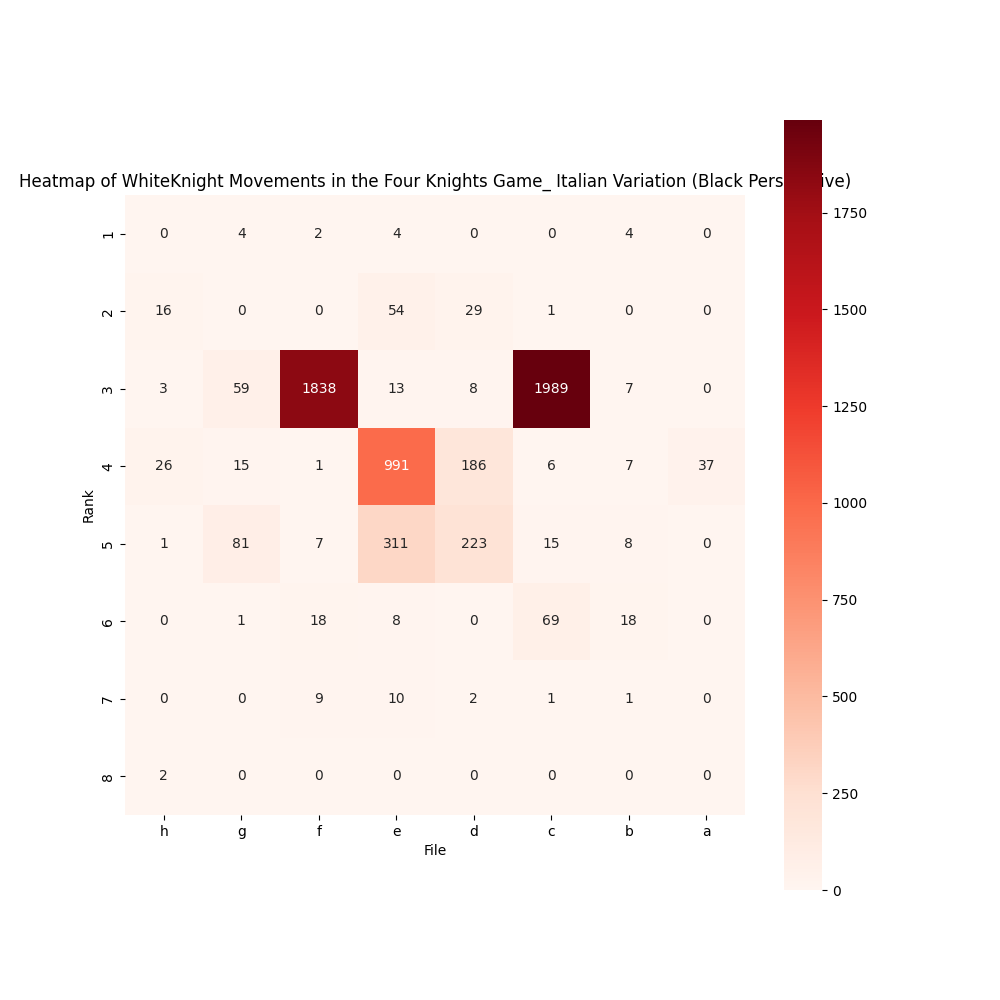 Heatmap of WhiteKnight Movements in the Four Knights Game_ Italian Variation (Black Perspective)
1 0 4 2 4 0 0 4 0
2 16 0 0 54 29 1 0 0
3 3 59 1838 13 8 1989 7 0
4 26 15 1 991 186 6 7 37
5 1 81 7 311 223 15 8 0
6 0 1 18 8 0 69 18 0
7 0 0 9 10 2 1 1 0
8 2 0 0 0 0 0 0 0
Rank
h g f e d c b a
File
1750
1500
1250
1000
750
500
250
0